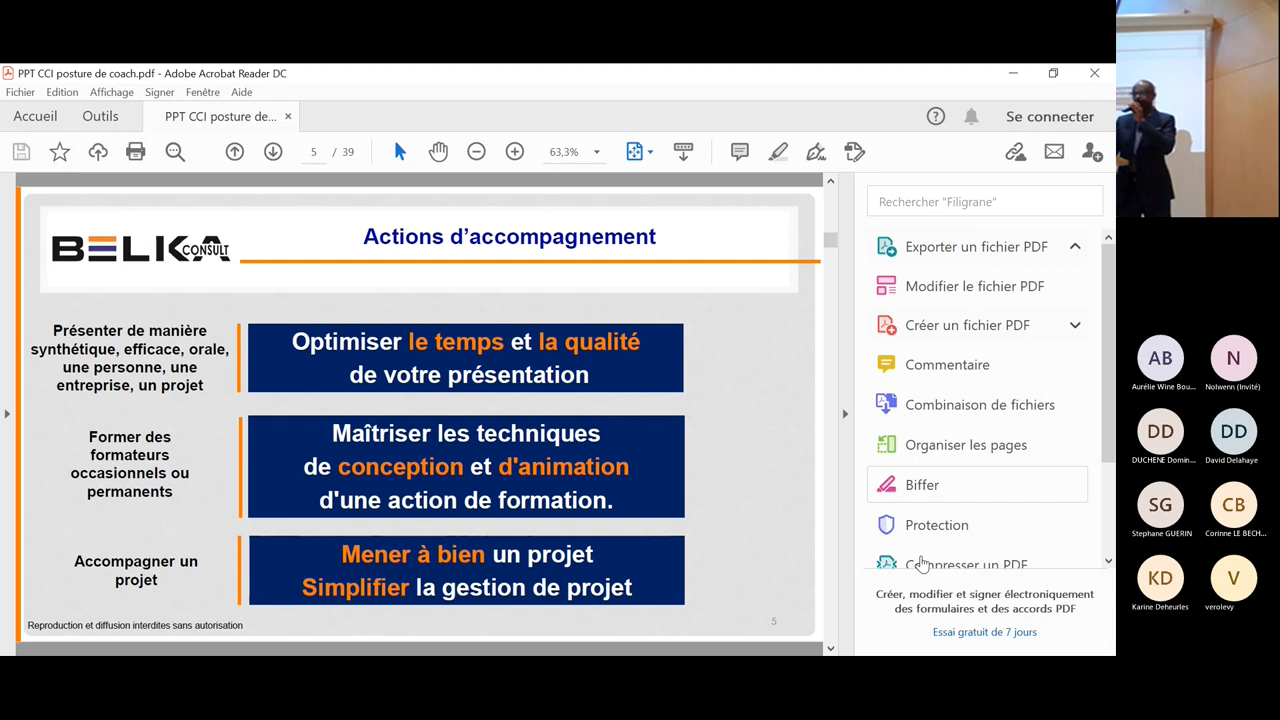 PPT CCI posture de coach.pdf - Adobe Acrobat Reader DC
Fichier Edition Affichage Signer Fenêtre Aide
Accueil Outils PPT CCI posture de... × Se connecter
5 / 39 63,3%
BELIKA CONSULT
Actions d’accompagnement
Présenter de manière
synthétique, efficace, orale,
une personne, une
entreprise, un projet
Optimiser le temps et la qualité
de votre présentation
Former des
formateurs
occasionnels ou
permanents
Maîtriser les techniques
de conception et d'animation
d'une action de formation.
Accompagner un
projet
Mener à bien un projet
Simplifier la gestion de projet
Reproduction et diffusion interdites sans autorisation
5
Rechercher "Filigrane"
Exporter un fichier PDF
Modifier le fichier PDF
Créer un fichier PDF
Commentaire
Combinaison de fichiers
Organiser les pages
Biffer
Protection
Compresser un PDF
Créer, modifier et signer électroniquement
des formulaires et des accords PDF
Essai gratuit de 7 jours
AB N
Aurélie Wine Bou... Nolwenn (Invité)
DD DD
DUCHENE Domin... David Delahaye
SG CB
Stephane GUERIN Corinne LE BECH...
KD V
Karine Deheurles verolevy